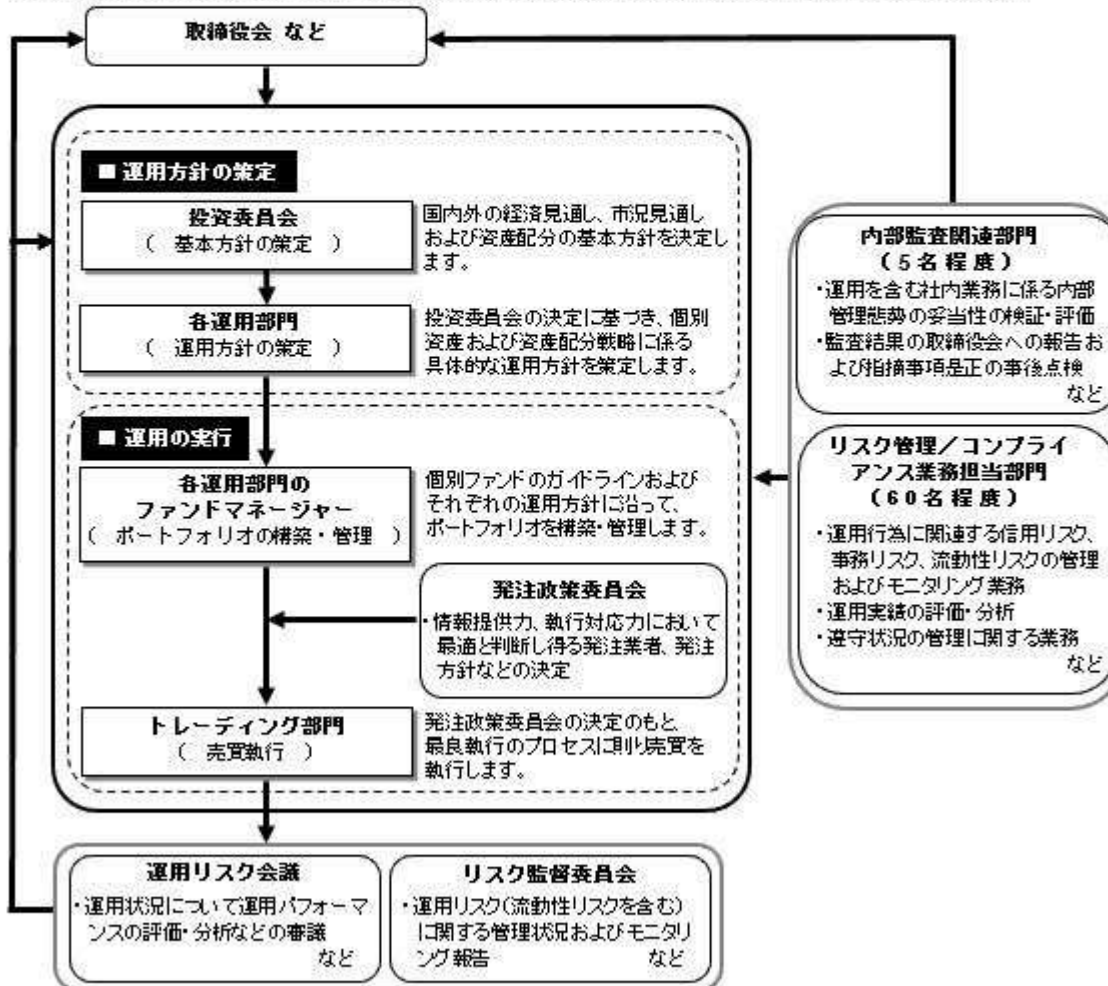 取締役会 など
■ 運用方針の策定
投資委員会
( 基本方針の策定 )
国内外の経済見通し、市況見通し
および資産配分の基本方針を決定し
ます。
各運用部門
( 運用方針の策定 )
投資委員会の決定に基づき、個別
資産および資産配分戦略に係る
具体的な運用方針を策定します。
■ 運用の実行
各運用部門の
ファンドマネージャー
( ポートフォリオの構築・管理 )
個別ファンドのガイドラインおよび
それぞれの運用方針に沿って、
ポートフォリオを構築・管理します。
発注政策委員会
・情報提供力、執行対応力において
最適と判断し得る発注業者、発注
方針などの決定
トレーディング部門
( 売買執行 )
発注政策委員会の決定のもと、
最良執行のプロセスに則り売買を
執行します。
内部監査関連部門
(5名程度)
・運用を含む社内業務に係る内部
管理態勢の妥当性の検証・評価
・監査結果の取締役会への報告お
よび指摘事項是正の事後点検
など
リスク管理/コンプライ
アンス業務担当部門
(60名程度)
・運用行為に関連する信用リスク、
事務リスク、流動性リスクの管理
およびモニタリング業務
・運用実績の評価・分析
・遵守状況の管理に関する業務
など
運用リスク会議
・運用状況について運用パフォーマ
ンスの評価・分析などの審議
など
リスク監督委員会
・運用リスク(流動性リスクを含む)
に関する管理状況およびモニタリ
ング報告 など